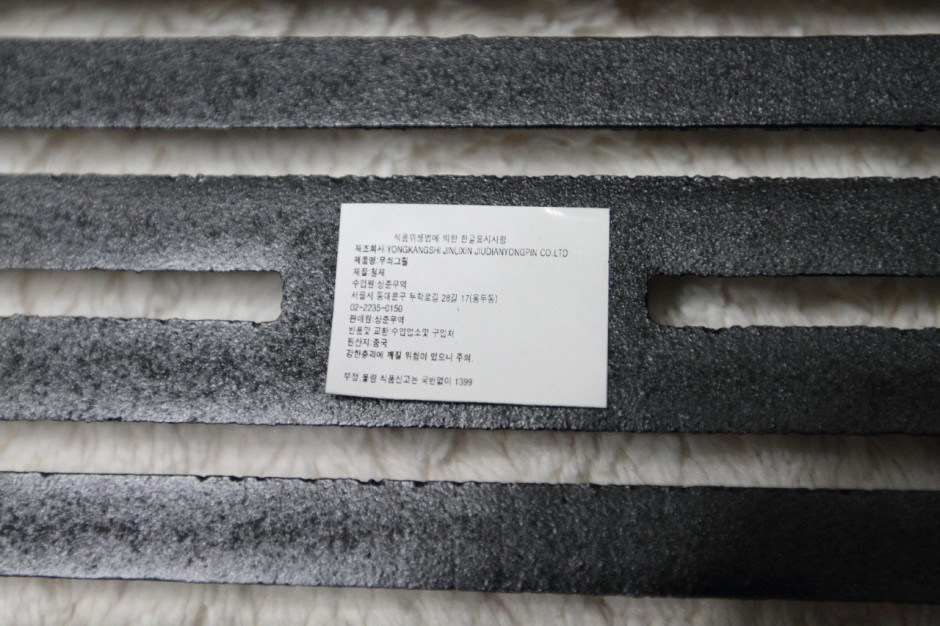 식품위생법에 의한 한글표시사항
제조회사:YONGKANGSHI JINLIXIN JIUDIANYONGPIN CO.LTD
제품명:무쇠그릴
재질:철재
수입원:상준무역
서울시 동대문구 무학로길 28길 17(용두동)
02-2235-0150
판매원:상준무역
반품및 교환:수입업소및 구입처
원산지:중국
강한충격에 깨질 위험이 있으니 주의.
부정,불량 식품신고는 국번없이 1399